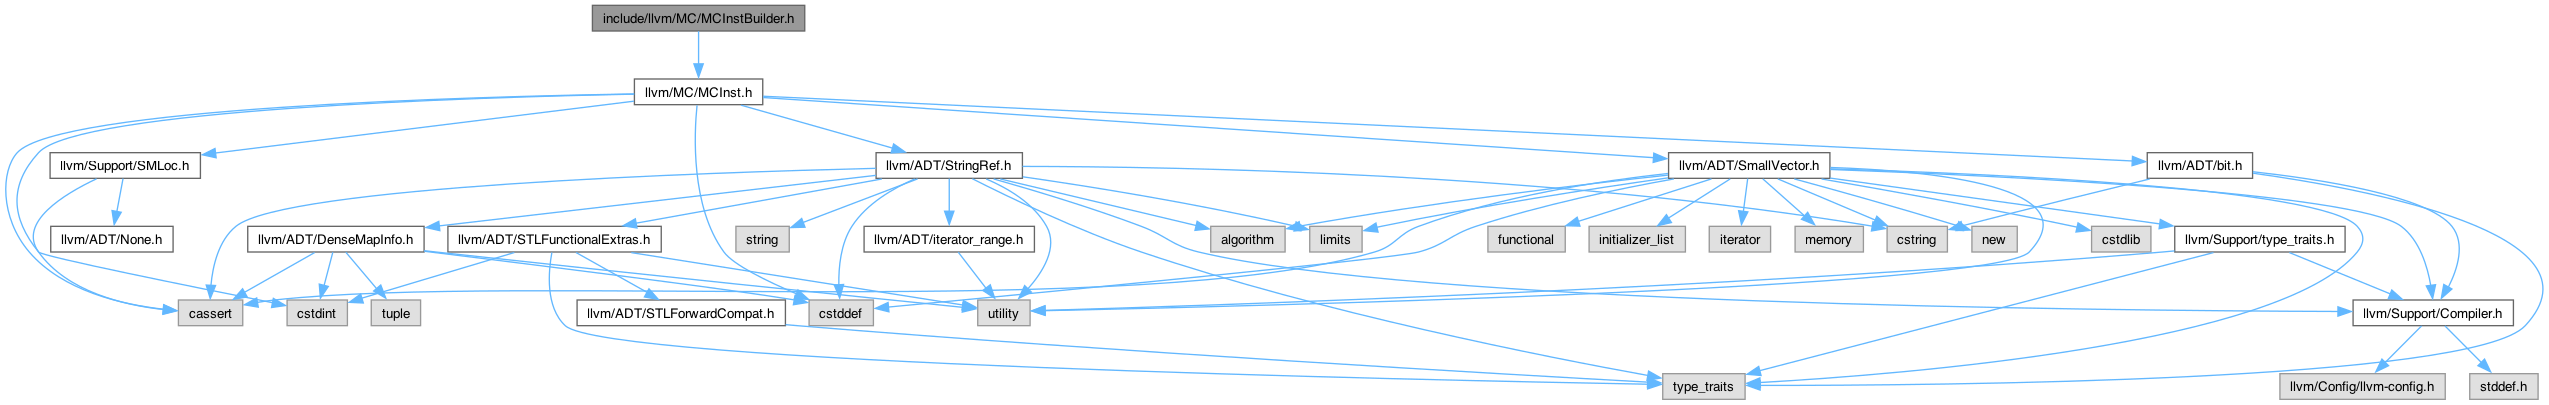 include/llvm/MC/MCInstBuilder.h
llvm/MC/MCInst.h
llvm/Support/SMLoc.h
llvm/ADT/StringRef.h
llvm/ADT/SmallVector.h
llvm/ADT/bit.h
llvm/ADT/None.h
llvm/ADT/DenseMapInfo.h
llvm/ADT/STLFunctionalExtras.h
string
llvm/ADT/iterator_range.h
algorithm
limits
functional
initializer_list
iterator
memory
cstring
new
cstdlib
llvm/Support/type_traits.h
cassert
cstdint
tuple
llvm/ADT/STLForwardCompat.h
cstddef
utility
llvm/Support/Compiler.h
type_traits
llvm/Config/llvm-config.h
stddef.h